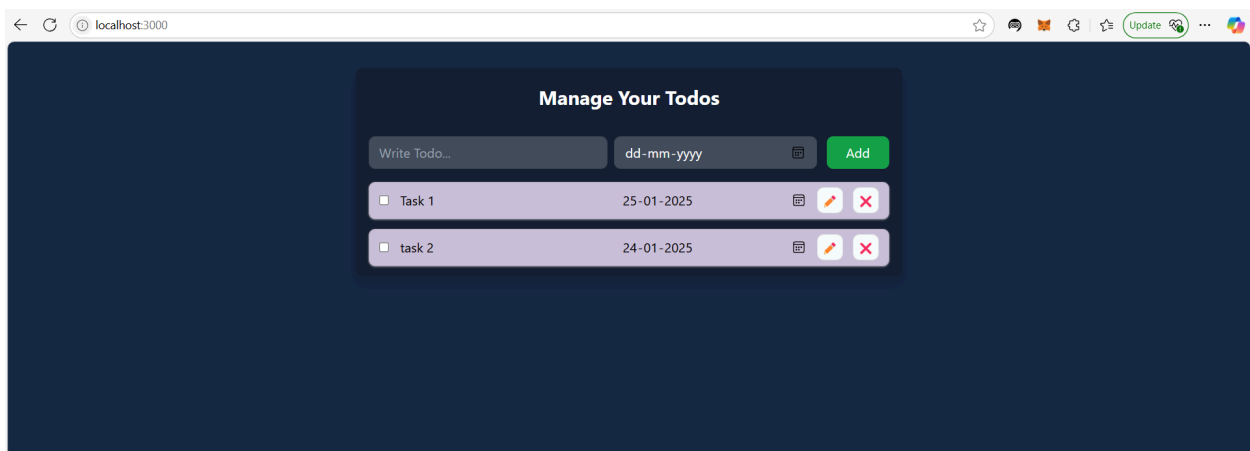 localhost:3000
Update
Manage Your Todos
Write Todo... dd-mm-yyyy Add
Task 1 25-01-2025
task 2 24-01-2025